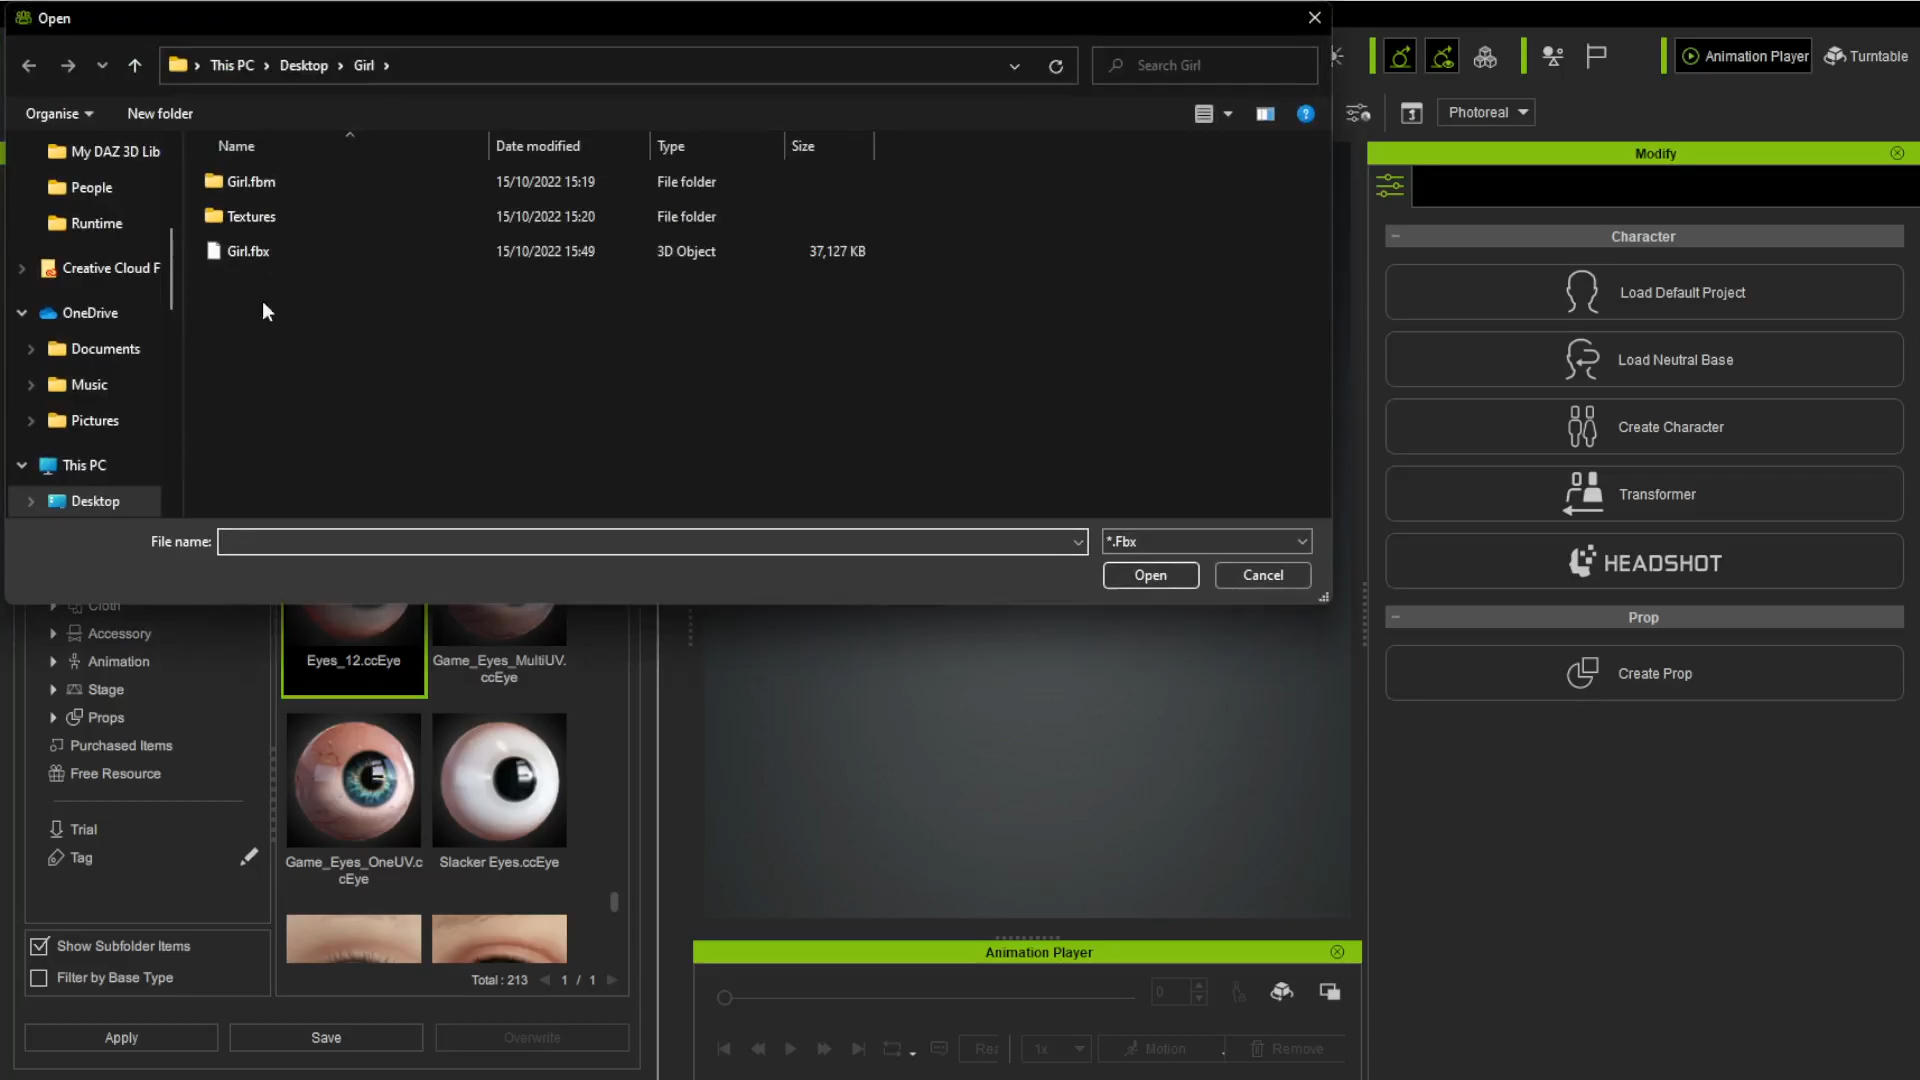 Open
This PC > Desktop > Girl >
Search Girl
Organise
New folder
Name
Date modified
Type
Size
My DAZ 3D Lib
People
Runtime
Creative Cloud F
OneDrive
Documents
Music
Pictures
This PC
Desktop
Girl.fbm 15/10/2022 15:19 File folder
Textures 15/10/2022 15:20 File folder
Girl.fbx 15/10/2022 15:49 3D Object 37,127 KB
File name:
*.Fbx
Open
Cancel
Animation Player
Turntable
Photoreal
Modify
Character
Load Default Project
Load Neutral Base
Create Character
Transformer
HEADSHOT
Prop
Create Prop
Cloth
Accessory
Animation
Stage
Props
Purchased Items
Free Resource
Trial
Tag
Show Subfolder Items
Filter by Base Type
Eyes_12.ccEye
Game_Eyes_MultiUV.
ccEye
Game_Eyes_OneUV.c
cEye
Slacker Eyes.ccEye
Total : 213
1 / 1
Apply
Save
Overwrite
Animation Player
0
1x
Motion
Remove